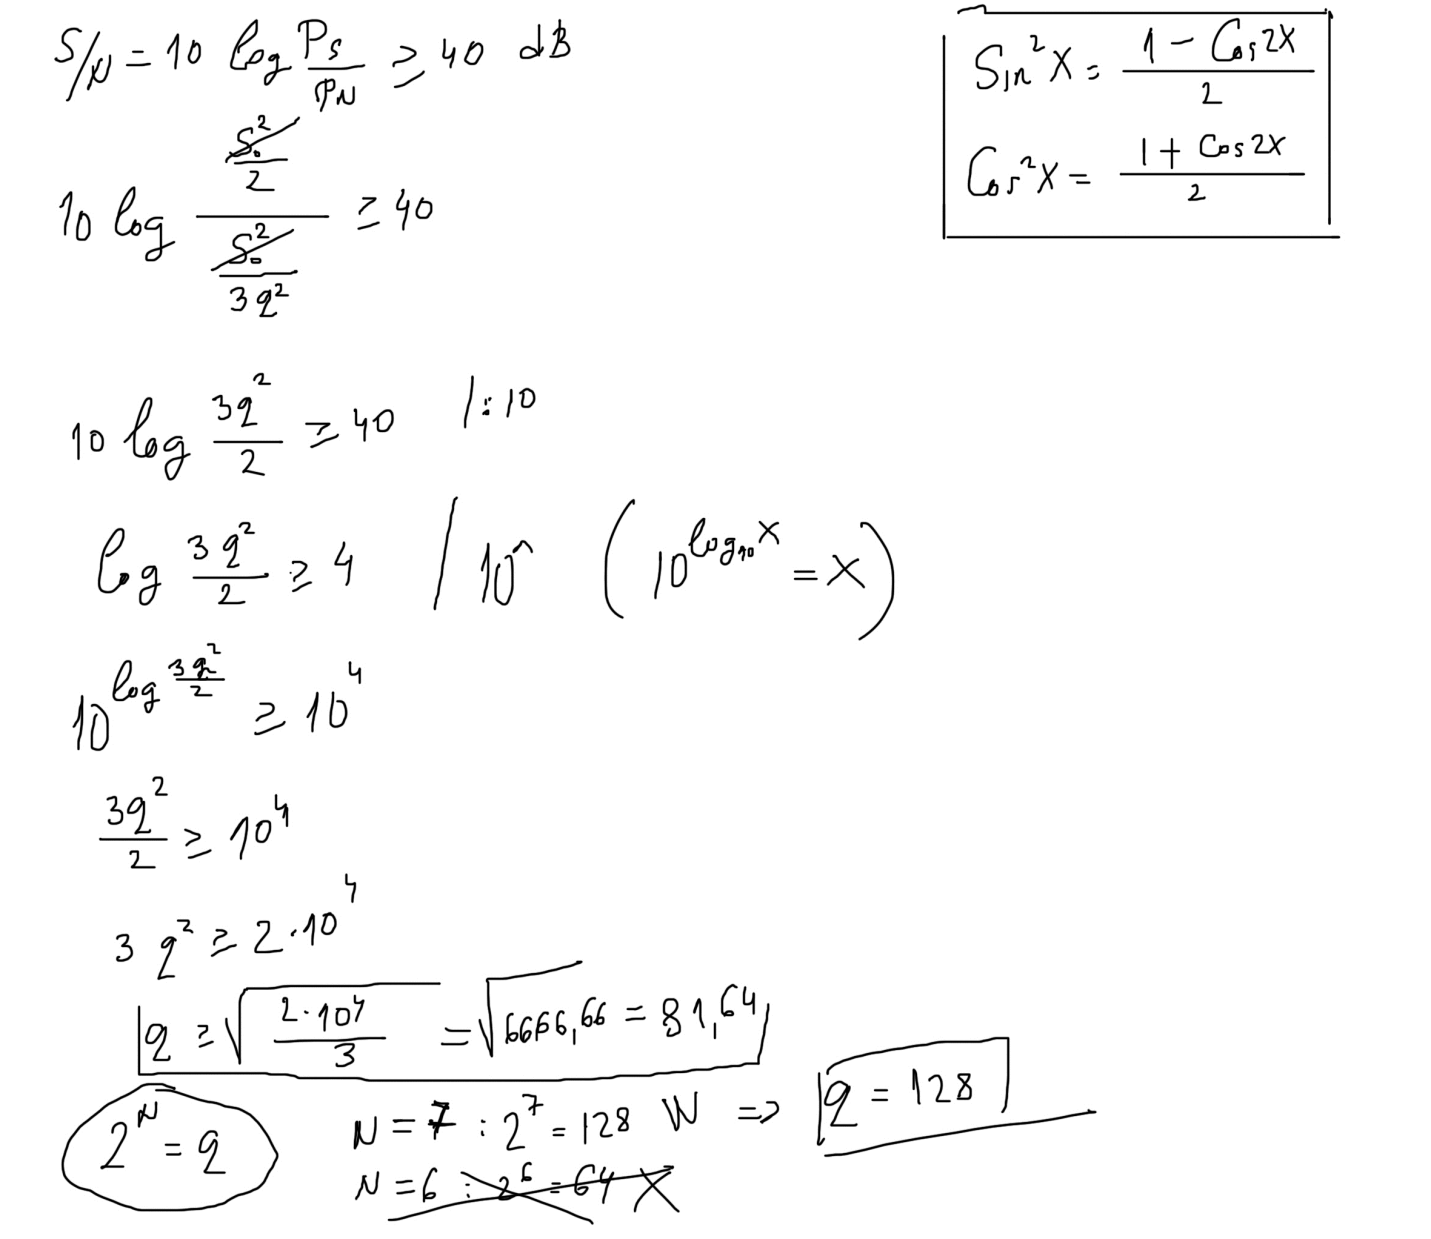 S/N = 10 log Ps/PN ≥ 40 dB
Sin²x = (1 - Cos2x)/2
Cos²x = (1 + Cos2x)/2
10 log (S₀²/2)/(S₀²/3q²) ≥ 40
10 log 3q²/2 ≥ 40 /:10
log 3q²/2 ≥ 4 / 10^ (10^log₁₀x = x)
10^log 3q²/2 ≥ 10⁴
3q²/2 ≥ 10⁴
3q² ≥ 2·10⁴
q ≥ √(2·10⁴/3) = √6666,66 = 81,64
2^N = q
N = 7 : 2⁷ = 128 W => q = 128
N = 6 : 2⁶ = 64 X